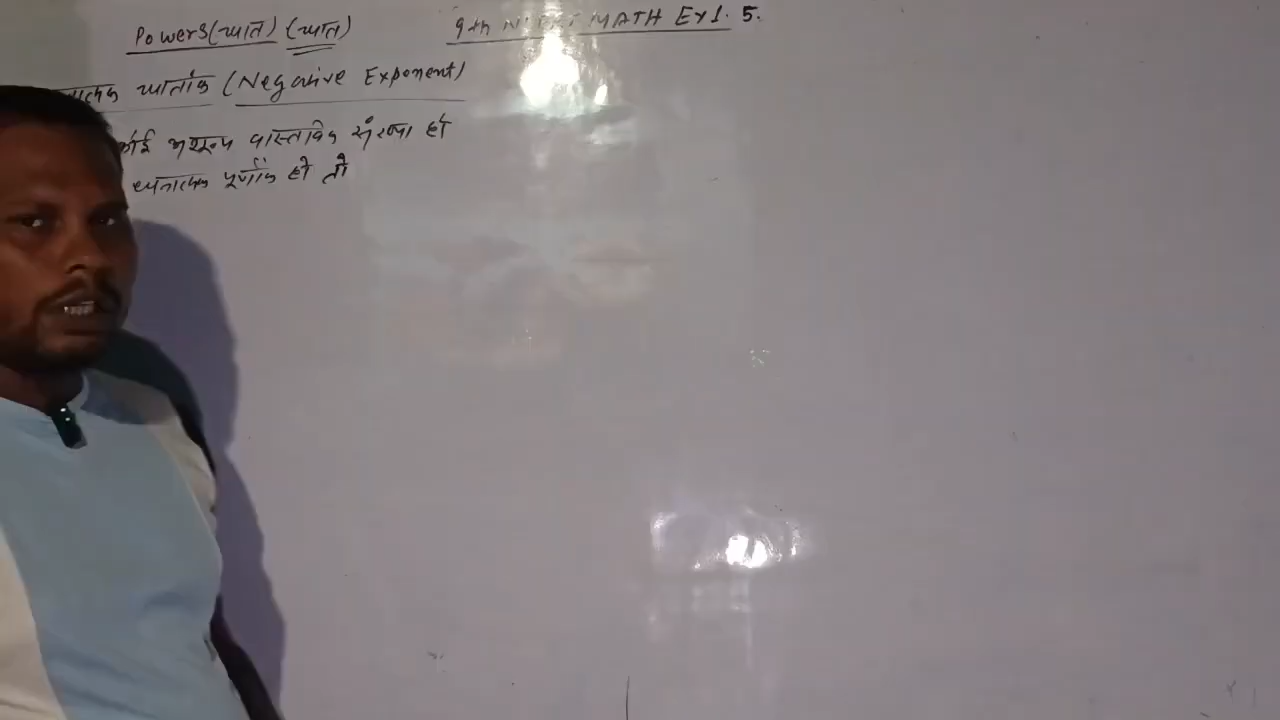 Powers(घात) (घात)
9th NCERT MATH Ex1.5.
घातांक (Negative Exponent)
कोई अशून्य वास्तविक संख्या हो
धनात्मक पूर्णांक हो तो